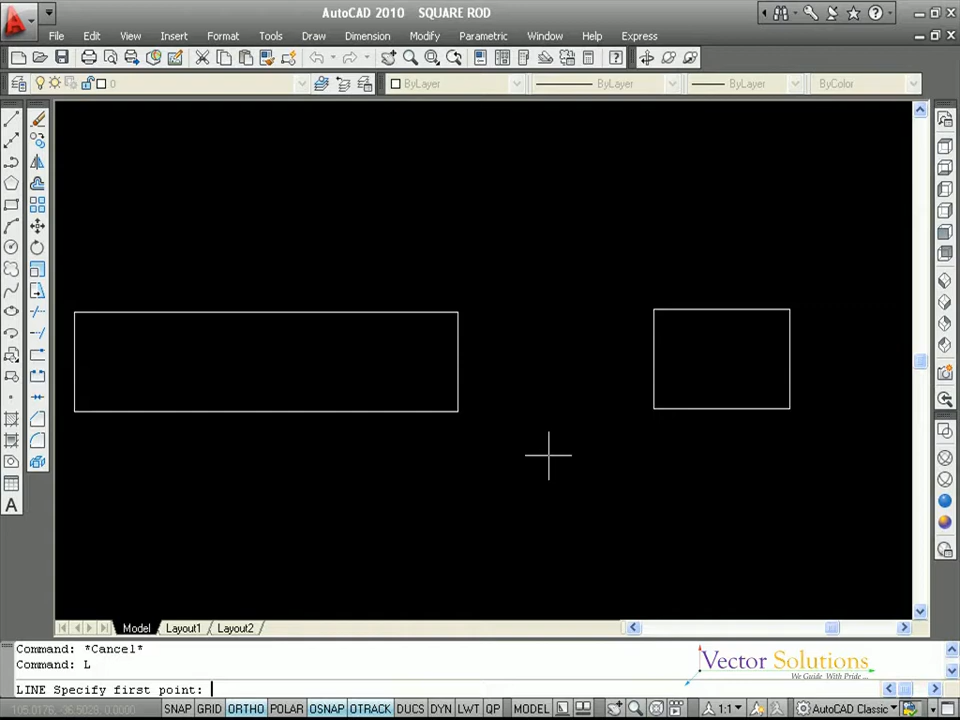 AutoCAD 2010 SQUARE ROD
File Edit View Insert Format Tools Draw Dimension Modify Parametric Window Help Express
0 ByLayer ByLayer ByLayer ByColor
A
Model Layout1 Layout2
Command: *Cancel*
Command: L
LINE Specify first point:
Vector Solutions
We Guide With Pride ...
SNAP GRID ORTHO POLAR OSNAP OTRACK DUCS DYN LWT QP MODEL 1:1 AutoCAD Classic